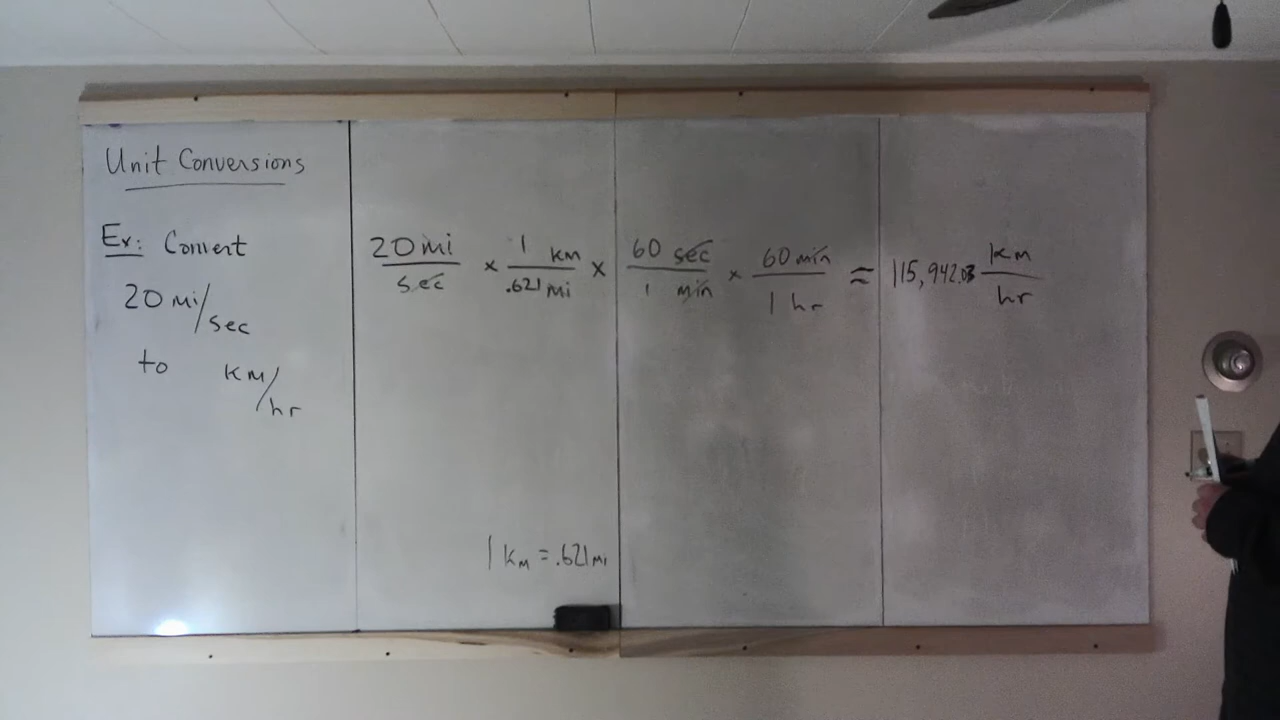 Unit Conversions
Ex: Convert
20 mi/sec
to km/hr
20 mi/sec × 1 km/.621 mi × 60 sec/1 min × 60 min/1 hr ≈ 115,942.03 km/hr
1 km = .621 mi